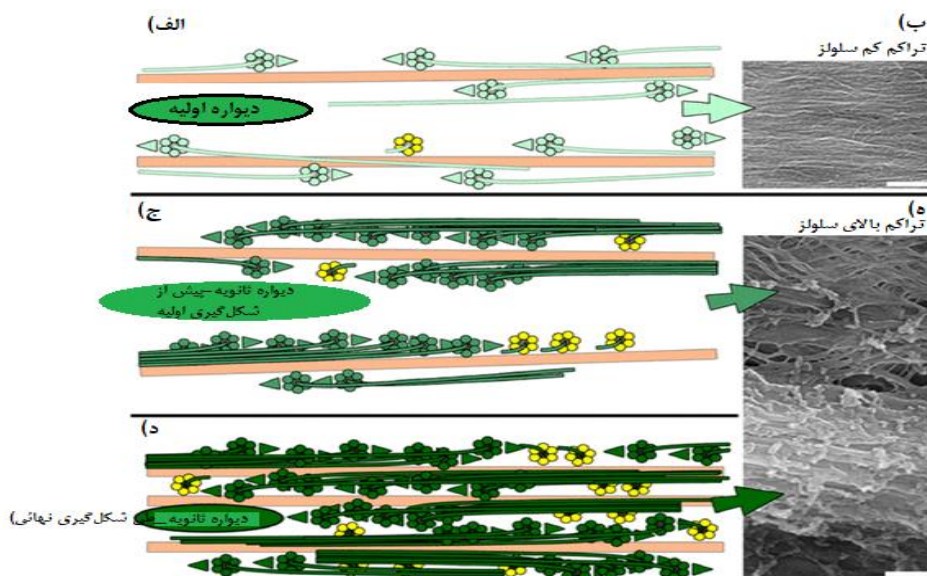 الف)
ب)
تراکم کم سلولز
دیواره اولیه
ج)
ه)
تراکم بالای سلولز
دیواره ثانویه-پیش از
شکل‌گیری اولیه
د)
دیواره ثانویه_ شکل‌گیری نهائی)